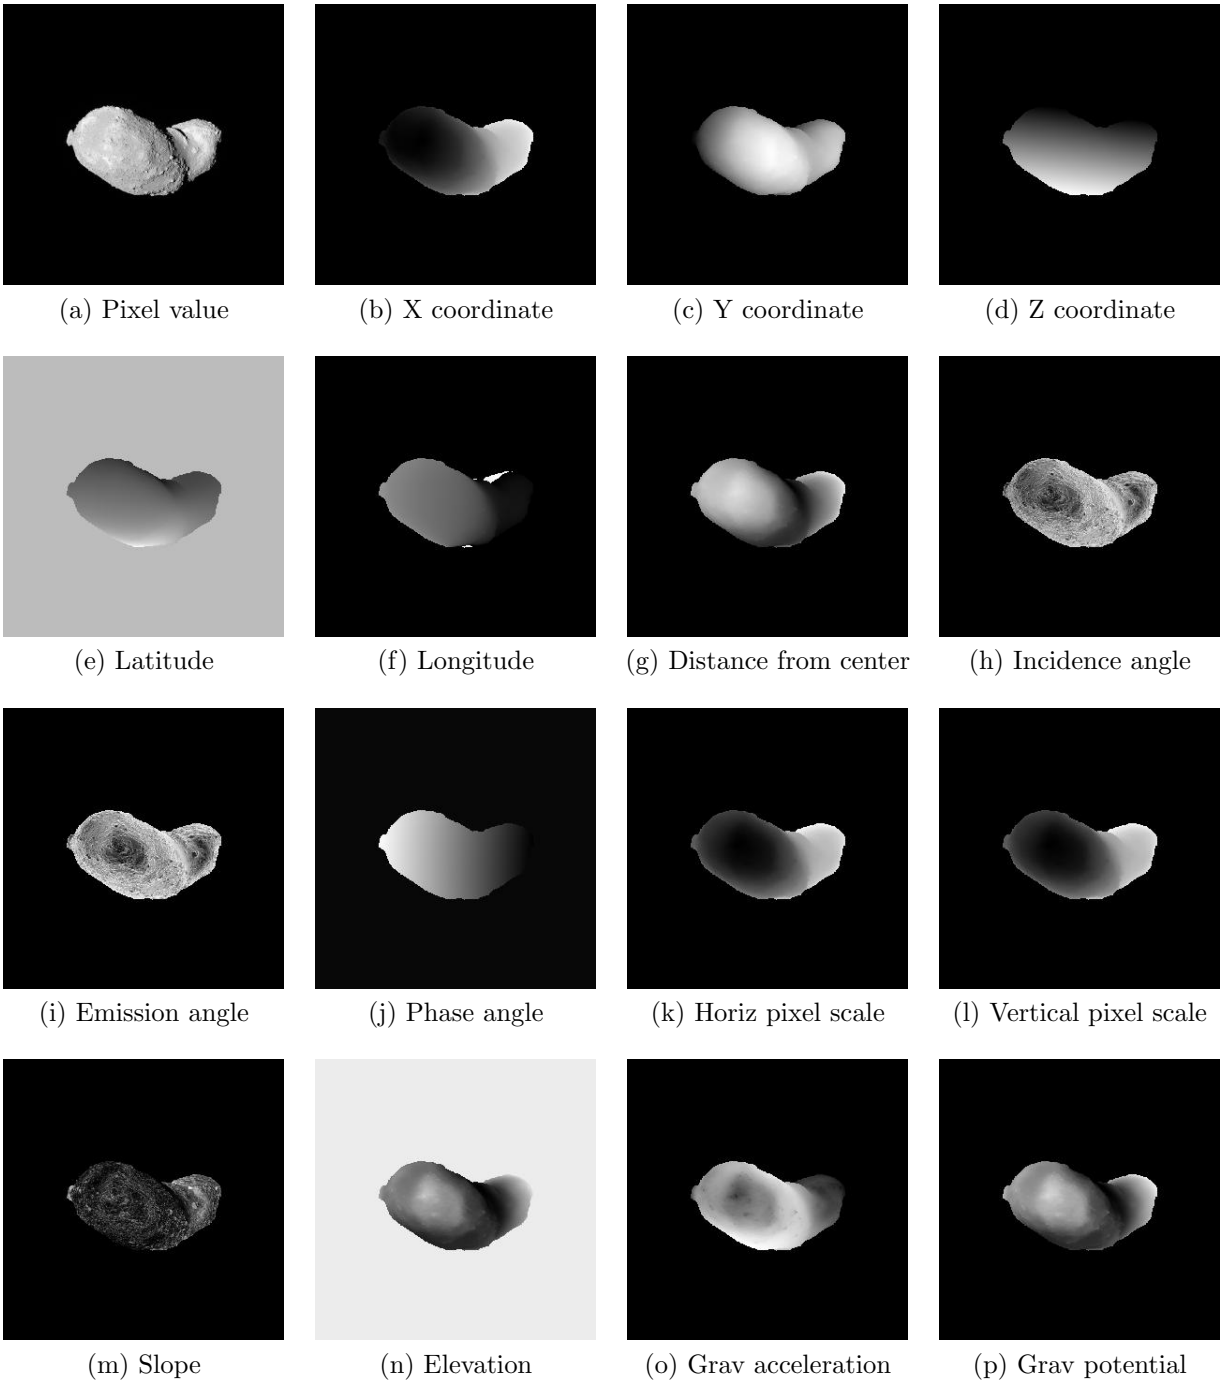 (a) Pixel value
(b) X coordinate
(c) Y coordinate
(d) Z coordinate
(e) Latitude
(f) Longitude
(g) Distance from center
(h) Incidence angle
(i) Emission angle
(j) Phase angle
(k) Horiz pixel scale
(l) Vertical pixel scale
(m) Slope
(n) Elevation
(o) Grav acceleration
(p) Grav potential